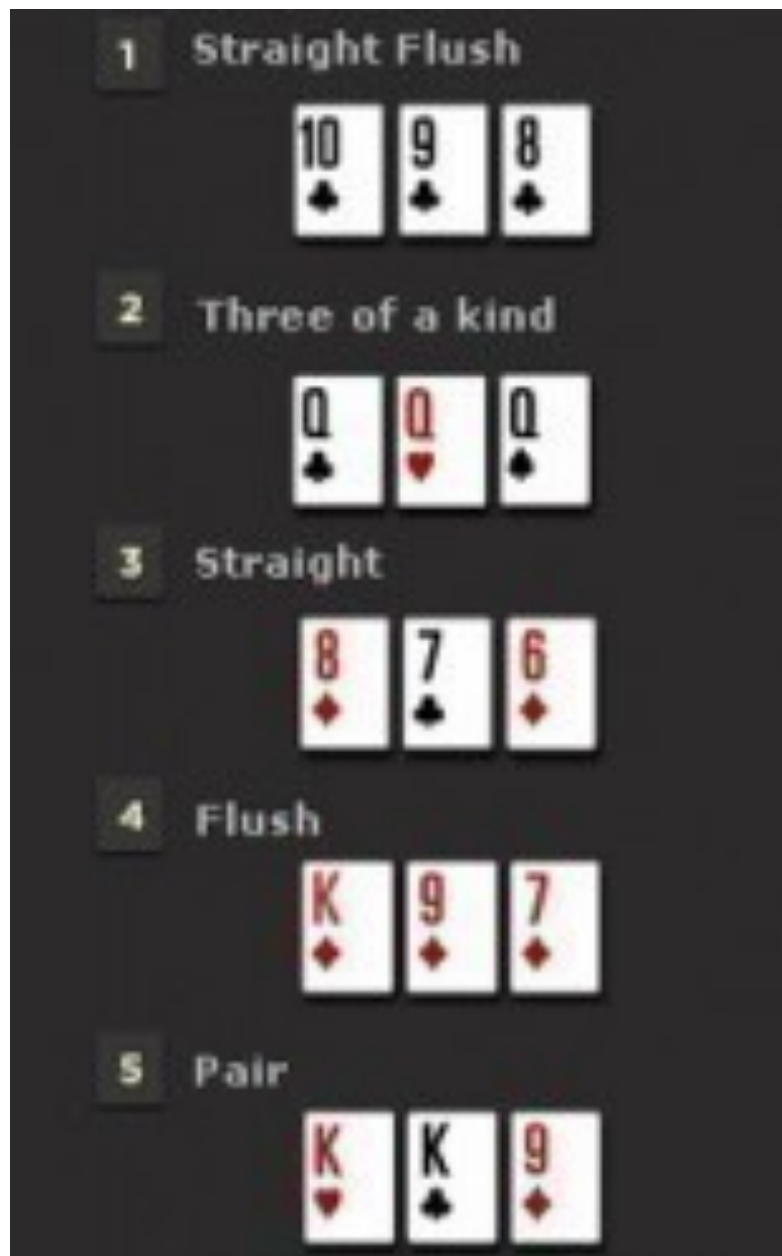 1 Straight Flush
10 9 8
2 Three of a kind
Q Q Q
3 Straight
8 7 6
4 Flush
K 9 7
5 Pair
K K 9